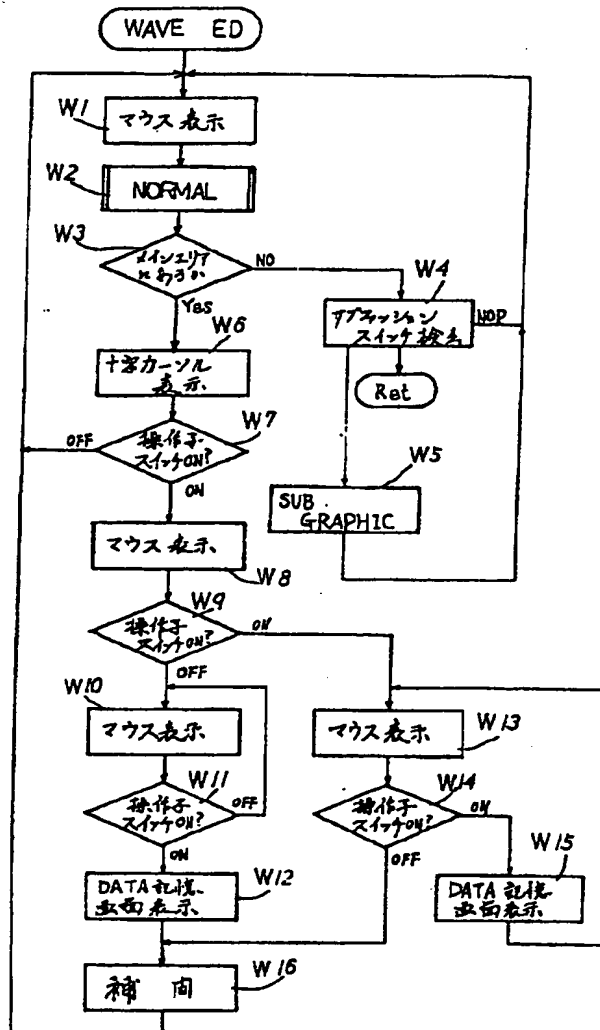 WAVE ED
W1
マウス表示
W2
NORMAL
W3
メインエリア
にあるか
NO
Yes
W4
サブファンション
スイッチ検出
NOP
Ret
W6
十字カーソル
表示
W7
操作子
スイッチON?
OFF
ON
W5
SUB
GRAPHIC
マウス表示
W8
W9
操作子
スイッチON?
ON
OFF
W10
マウス表示
W11
操作子
スイッチON?
OFF
ON
W12
DATA記憶
画面表示
マウス表示
W13
W14
操作子
スイッチON?
ON
OFF
W15
DATA記憶
画面表示
W16
補間